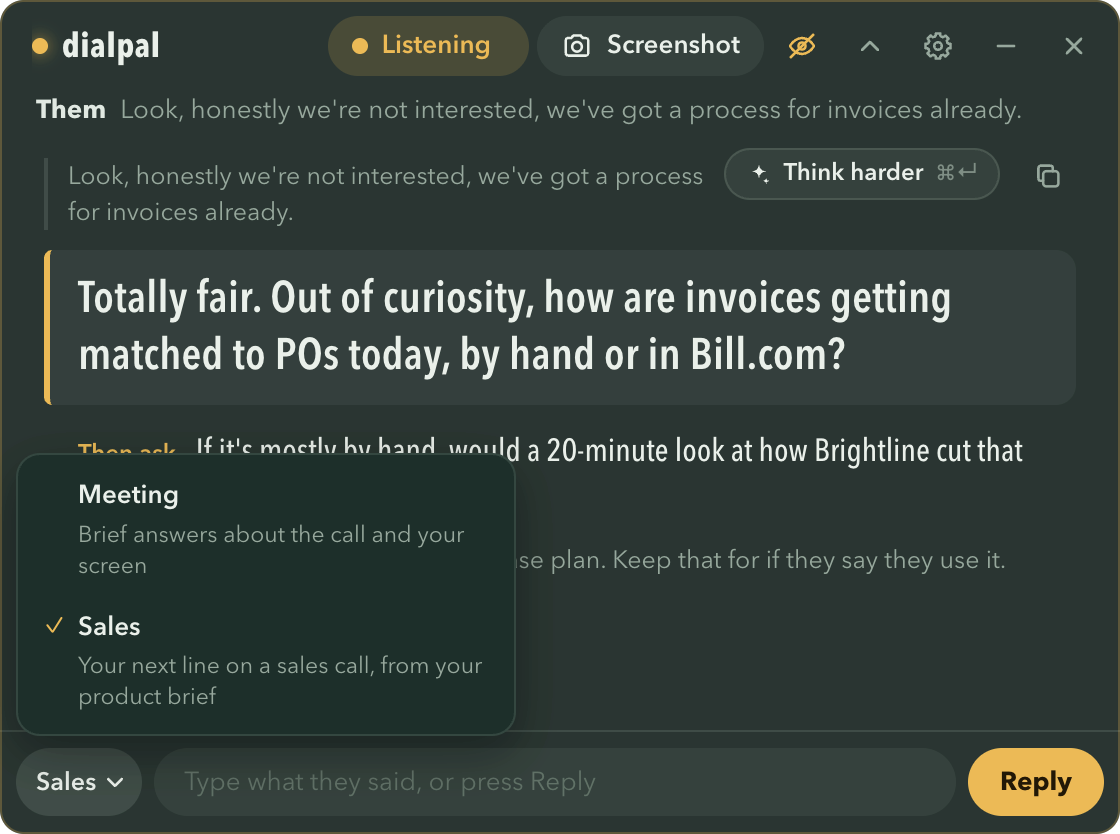 dialpal
Listening
Screenshot
Them Look, honestly we're not interested, we've got a process for invoices already.
Look, honestly we're not interested, we've got a process
for invoices already.
Think harder ⌘↵
Totally fair. Out of curiosity, how are invoices getting
matched to POs today, by hand or in Bill.com?
Then ask If it's mostly by hand, would a 20-minute look at how Brightline cut that
plan. Keep that for if they say they use it.
Meeting
Brief answers about the call and your
screen
✓ Sales
Your next line on a sales call, from your
product brief
Sales
Type what they said, or press Reply
Reply